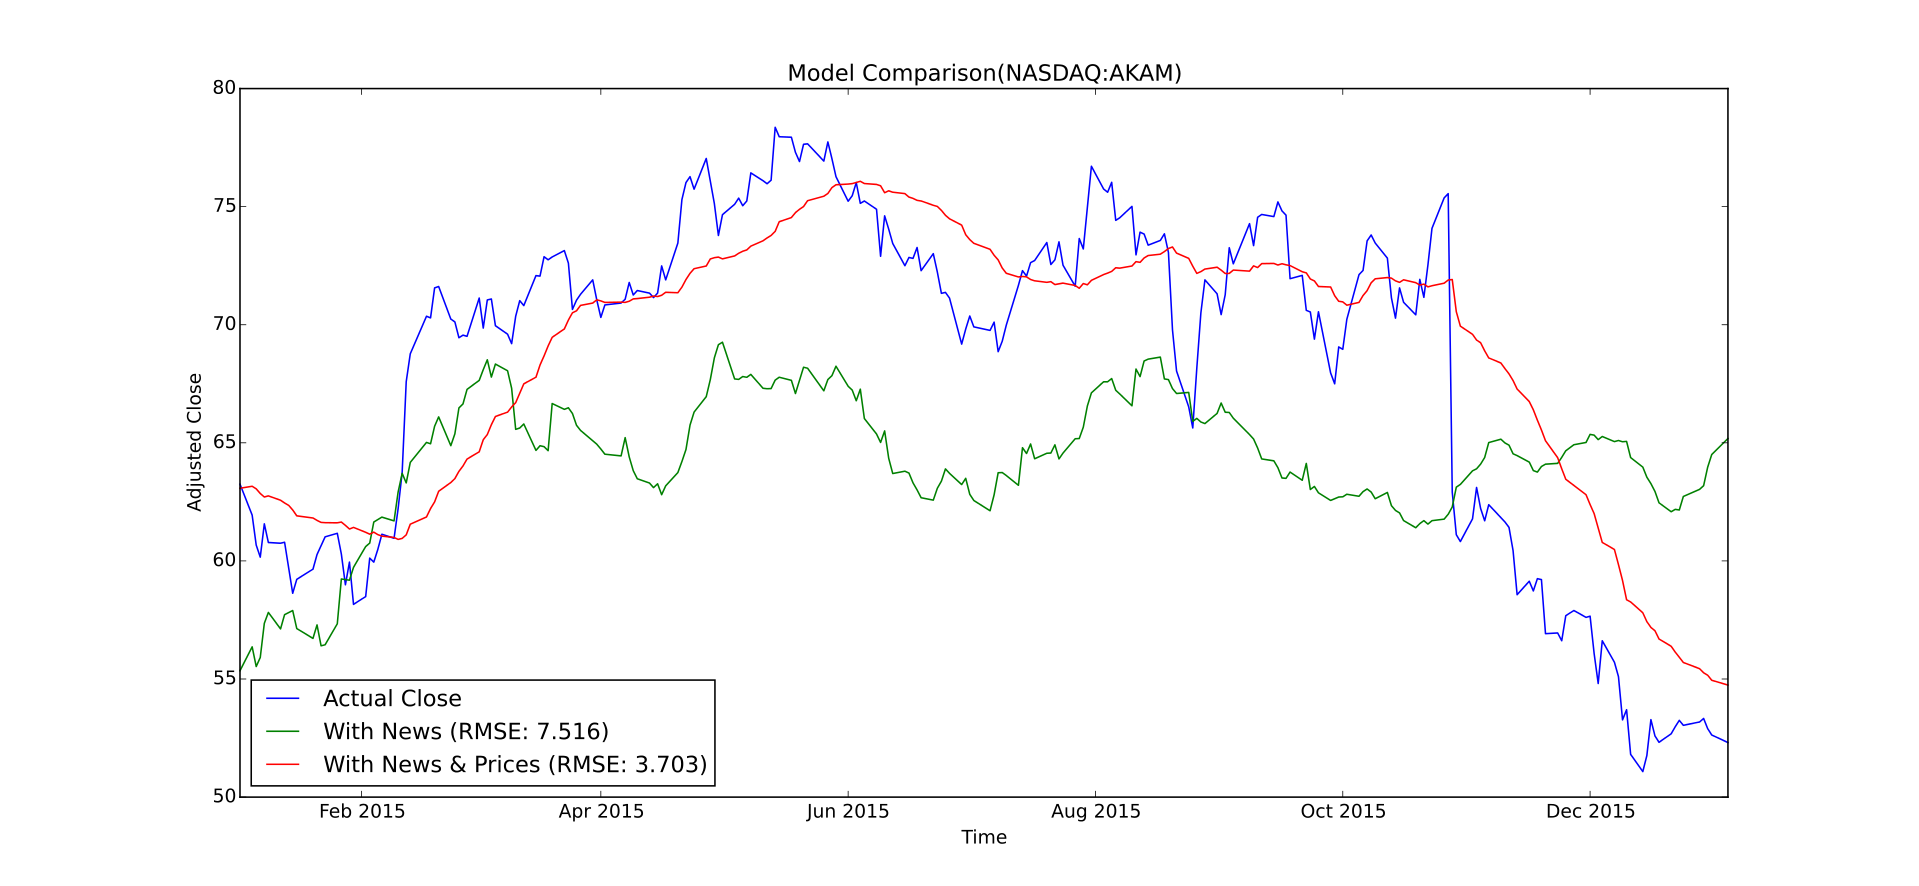 Model Comparison(NASDAQ:AKAM)
80
75
70
65
60
55
50
Adjusted Close
Actual Close
With News (RMSE: 7.516)
With News & Prices (RMSE: 3.703)
Feb 2015 Apr 2015 Jun 2015 Aug 2015 Oct 2015 Dec 2015
Time